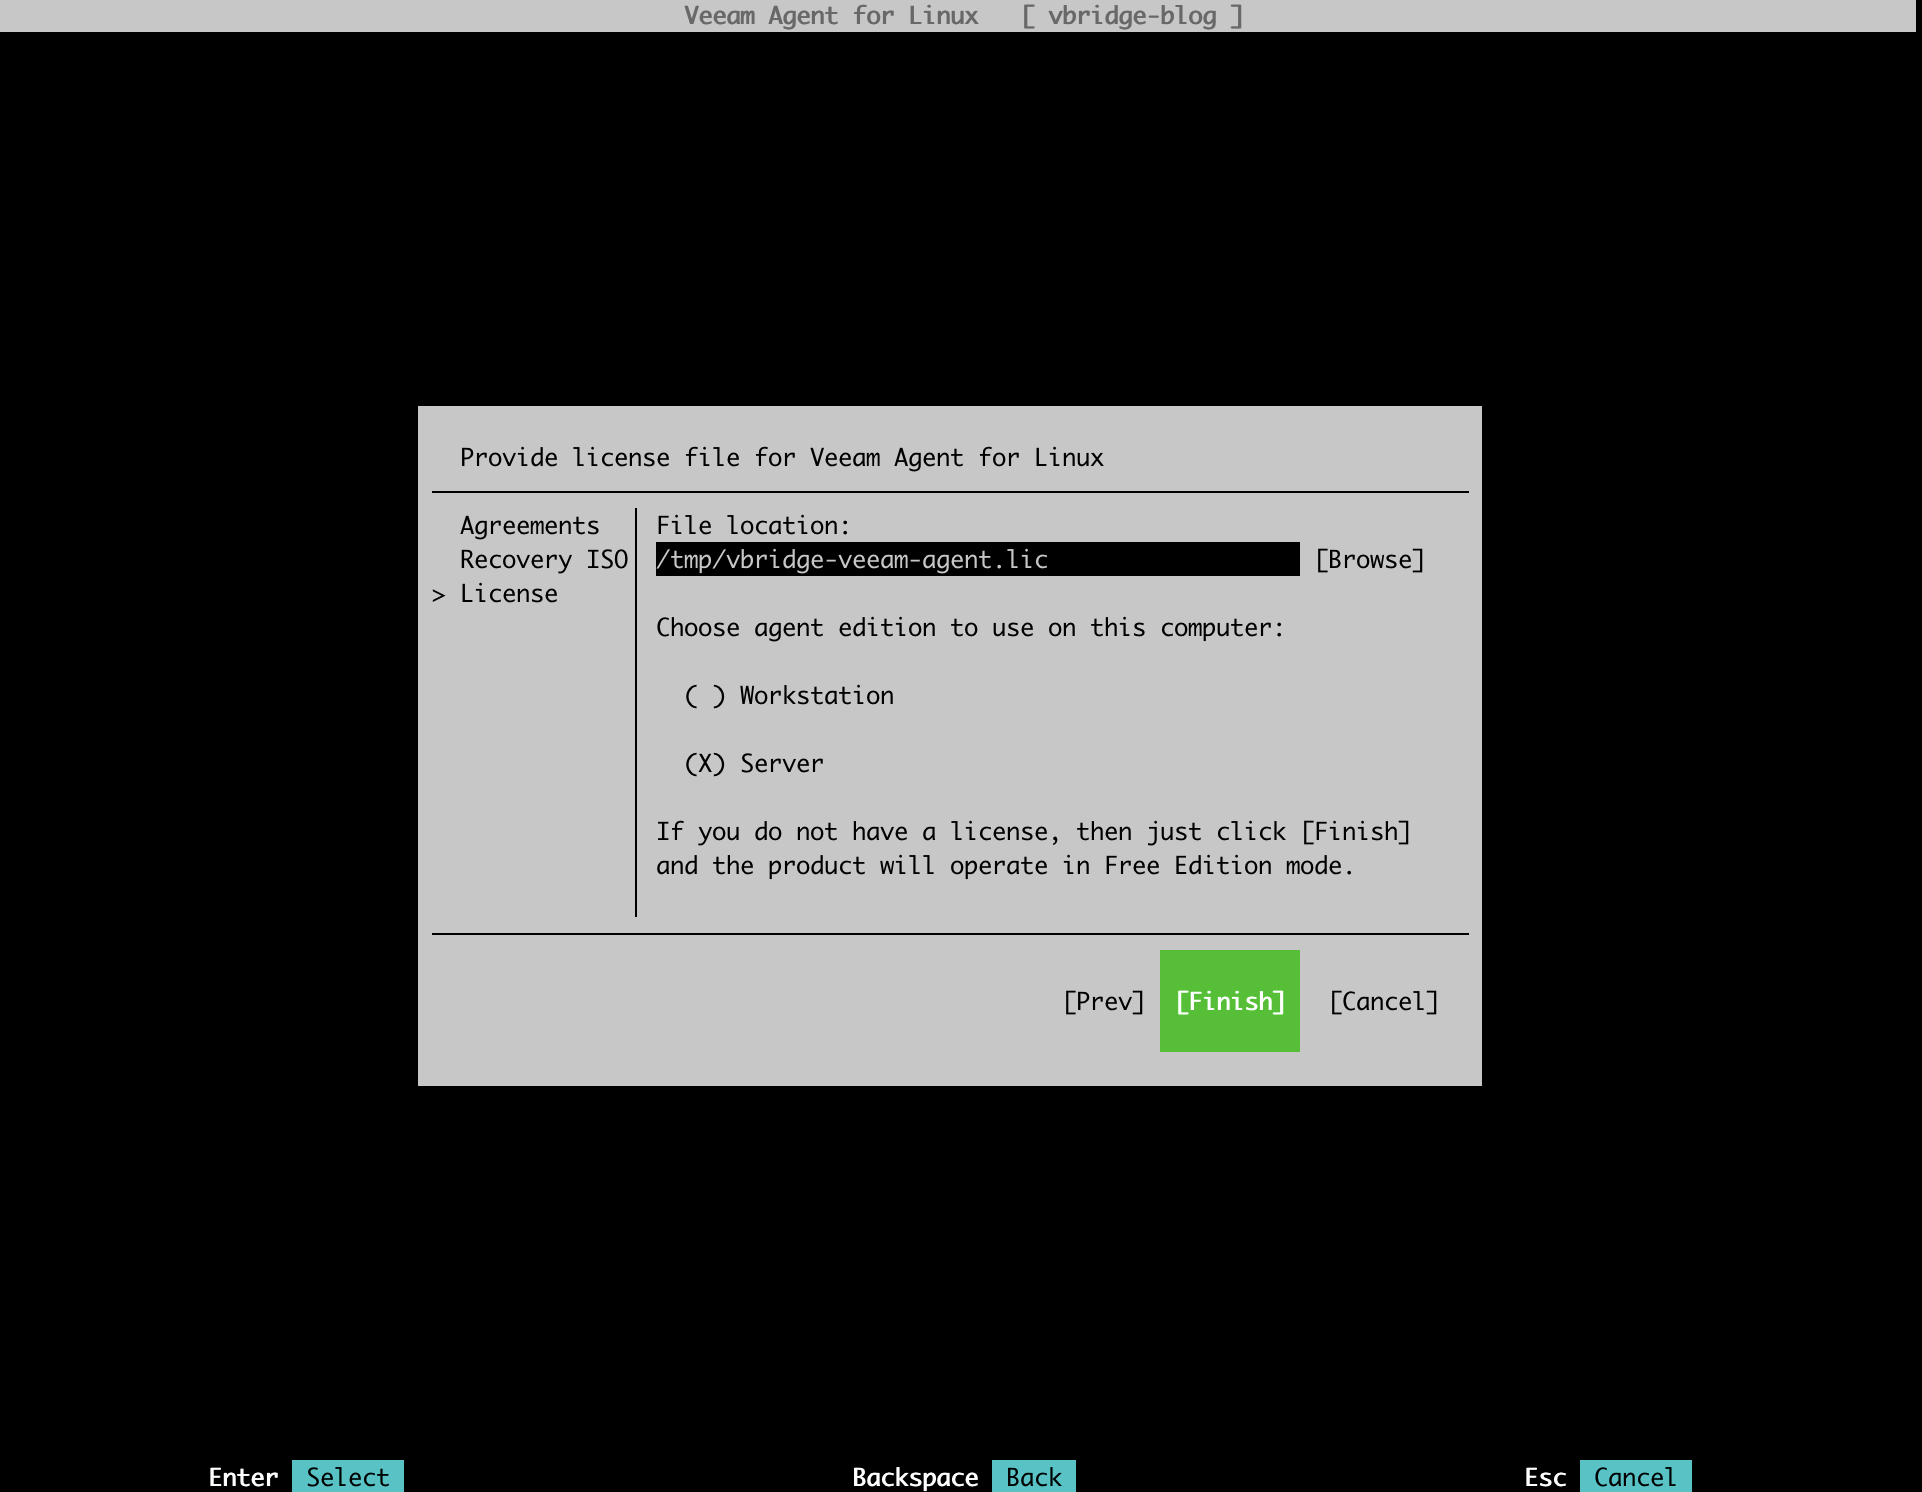 Veeam Agent for Linux [ vbridge-blog ]
Provide license file for Veeam Agent for Linux
Agreements
Recovery ISO
> License
File location:
/tmp/vbridge-veeam-agent.lic [Browse]
Choose agent edition to use on this computer:
( ) Workstation
(X) Server
If you do not have a license, then just click [Finish]
and the product will operate in Free Edition mode.
[Prev] [Finish] [Cancel]
Enter Select Backspace Back Esc Cancel